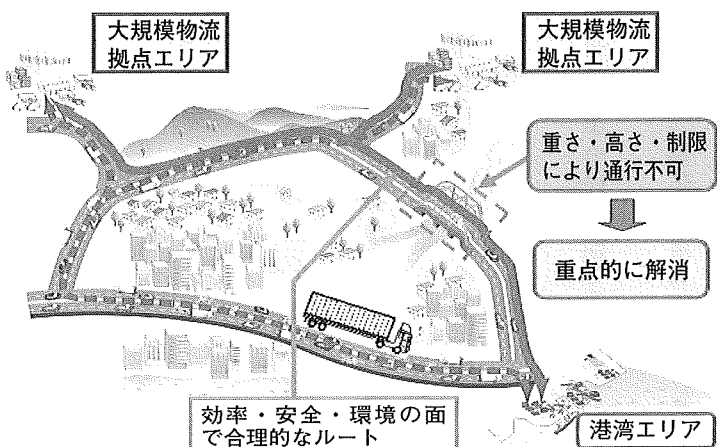 大規模物流
拠点エリア
大規模物流
拠点エリア
重さ・高さ・制限
により通行不可
重点的に解消
効率・安全・環境の面
で合理的なルート
港湾エリア